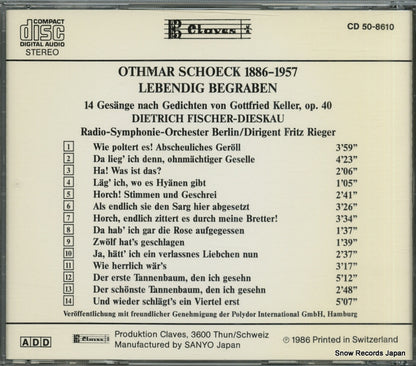 COMPACT
disc
DIGITAL AUDIO
STEREO
Claves
CD 50-8610
OTHMAR SCHOECK 1886-1957
LEBENDIG BEGRABEN
14 Gesänge nach Gedichten von Gottfried Keller, op. 40
DIETRICH FISCHER-DIESKAU
Radio-Symphonie-Orchester Berlin/Dirigent Fritz Rieger
1 Wie poltert es! Abscheuliches Geröll 3'59"
2 Da lieg' ich denn, ohnmächtiger Geselle 4'23"
3 Ha! Was ist das? 2'06"
4 Läg' ich, wo es Hyänen gibt 1'05"
5 Horch! Stimmen und Geschrei 2'41"
6 Als endlich sie den Sarg hier abgesetzt 3'26"
7 Horch, endlich zittert es durch meine Bretter! 3'34"
8 Da hab' ich gar die Rose aufgegessen 1'37"
9 Zwölf hat's geschlagen 1'39"
10 Ja, hätt' ich ein verlassnes Liebchen nun 2'37"
11 Wie herrlich wär's 3'17"
12 Der erste Tannenbaum, den ich gesehn 5'12"
13 Der schönste Tannenbaum, den ich gesehn 2'48"
14 Und wieder schlägt's ein Viertel erst 5'07"
Veröffentlichung mit freundlicher Genehmigung der Polydor International GmbH, Hamburg
ADD
Claves
Produktion Claves, 3600 Thun/Schweiz
Manufactured by SANYO Japan
℗ 1986 Printed in Switzerland
Snow Records Japan